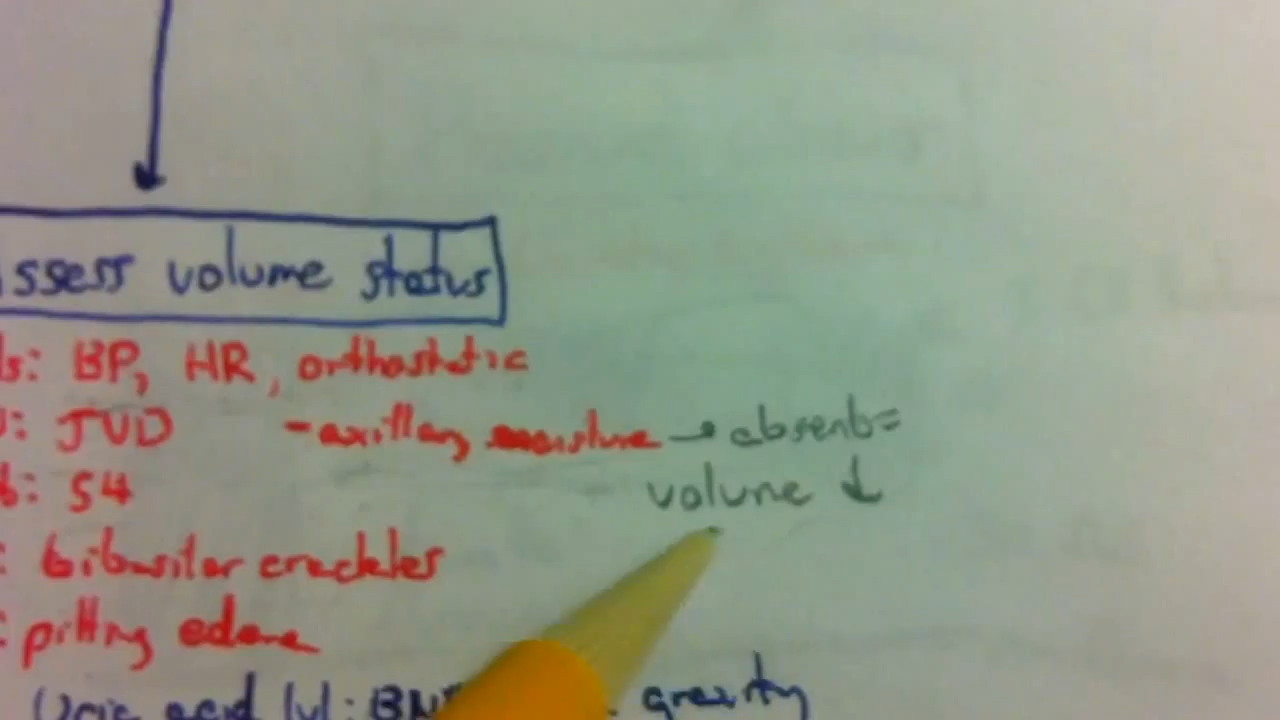 ssess volume status
ls: BP, HR, orthostatic
: JVD - axillary moisture → absent =
volume ↓
: S4
: bibasilar crackles
: pitting edema
Uric acid lvl: BN gravity